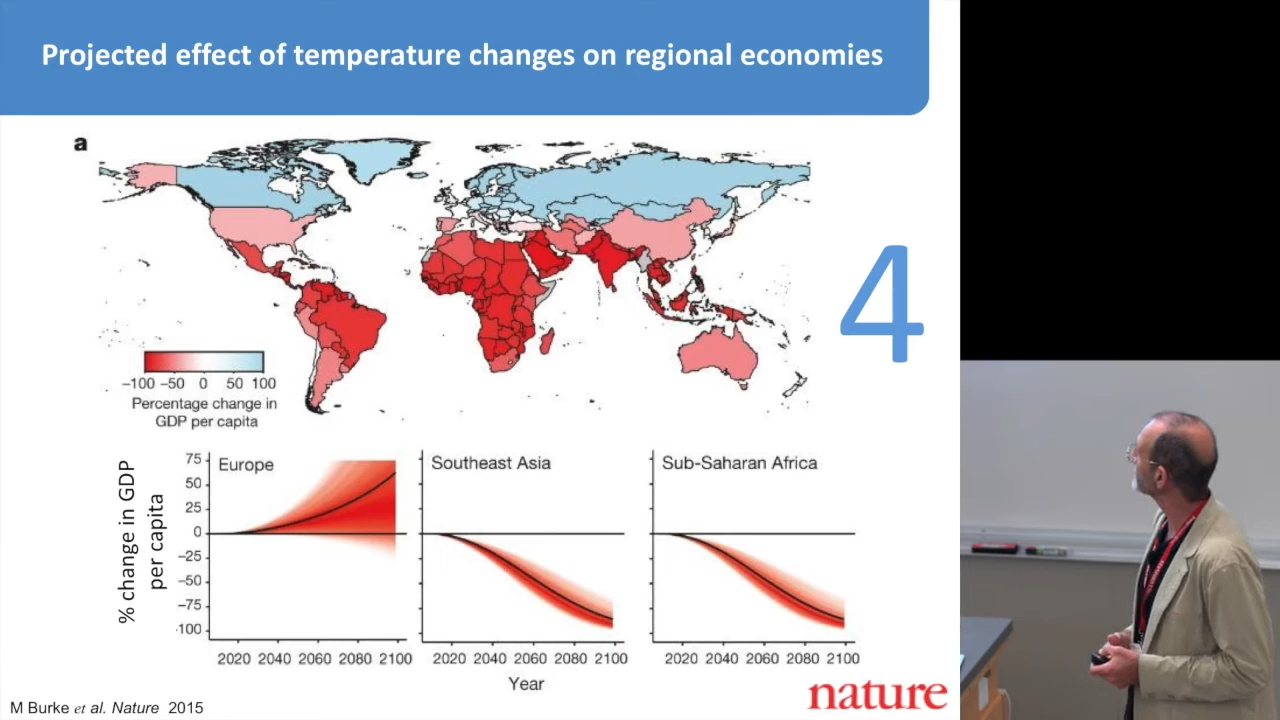 Projected effect of temperature changes on regional economies
a
4
−100 −50 0 50 100
Percentage change in
GDP per capita
% change in GDP
per capita
75
50
25
0
−25
−50
−75
100
Europe
Southeast Asia
Sub-Saharan Africa
2020 2040 2060 2080 2100
2020 2040 2060 2080 2100
2020 2040 2060 2080 2100
Year
nature
M Burke et al. Nature 2015